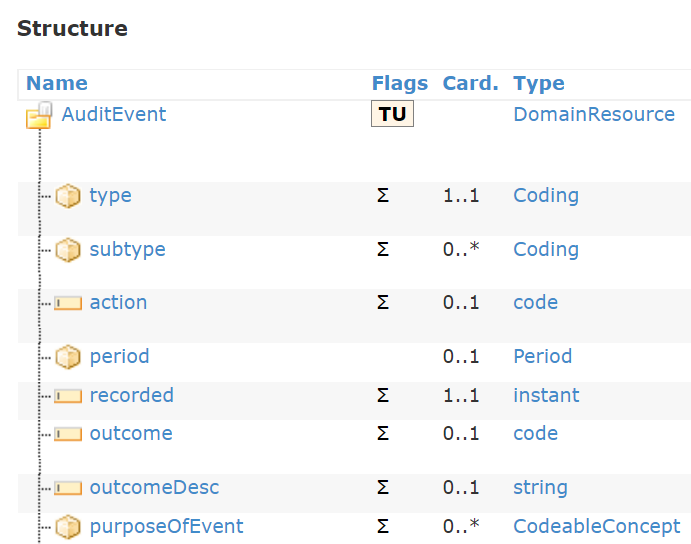 Structure
Name Flags Card. Type
AuditEvent TU DomainResource
type Σ 1..1 Coding
subtype Σ 0..* Coding
action Σ 0..1 code
period 0..1 Period
recorded Σ 1..1 instant
outcome Σ 0..1 code
outcomeDesc Σ 0..1 string
purposeOfEvent Σ 0..* CodeableConcept